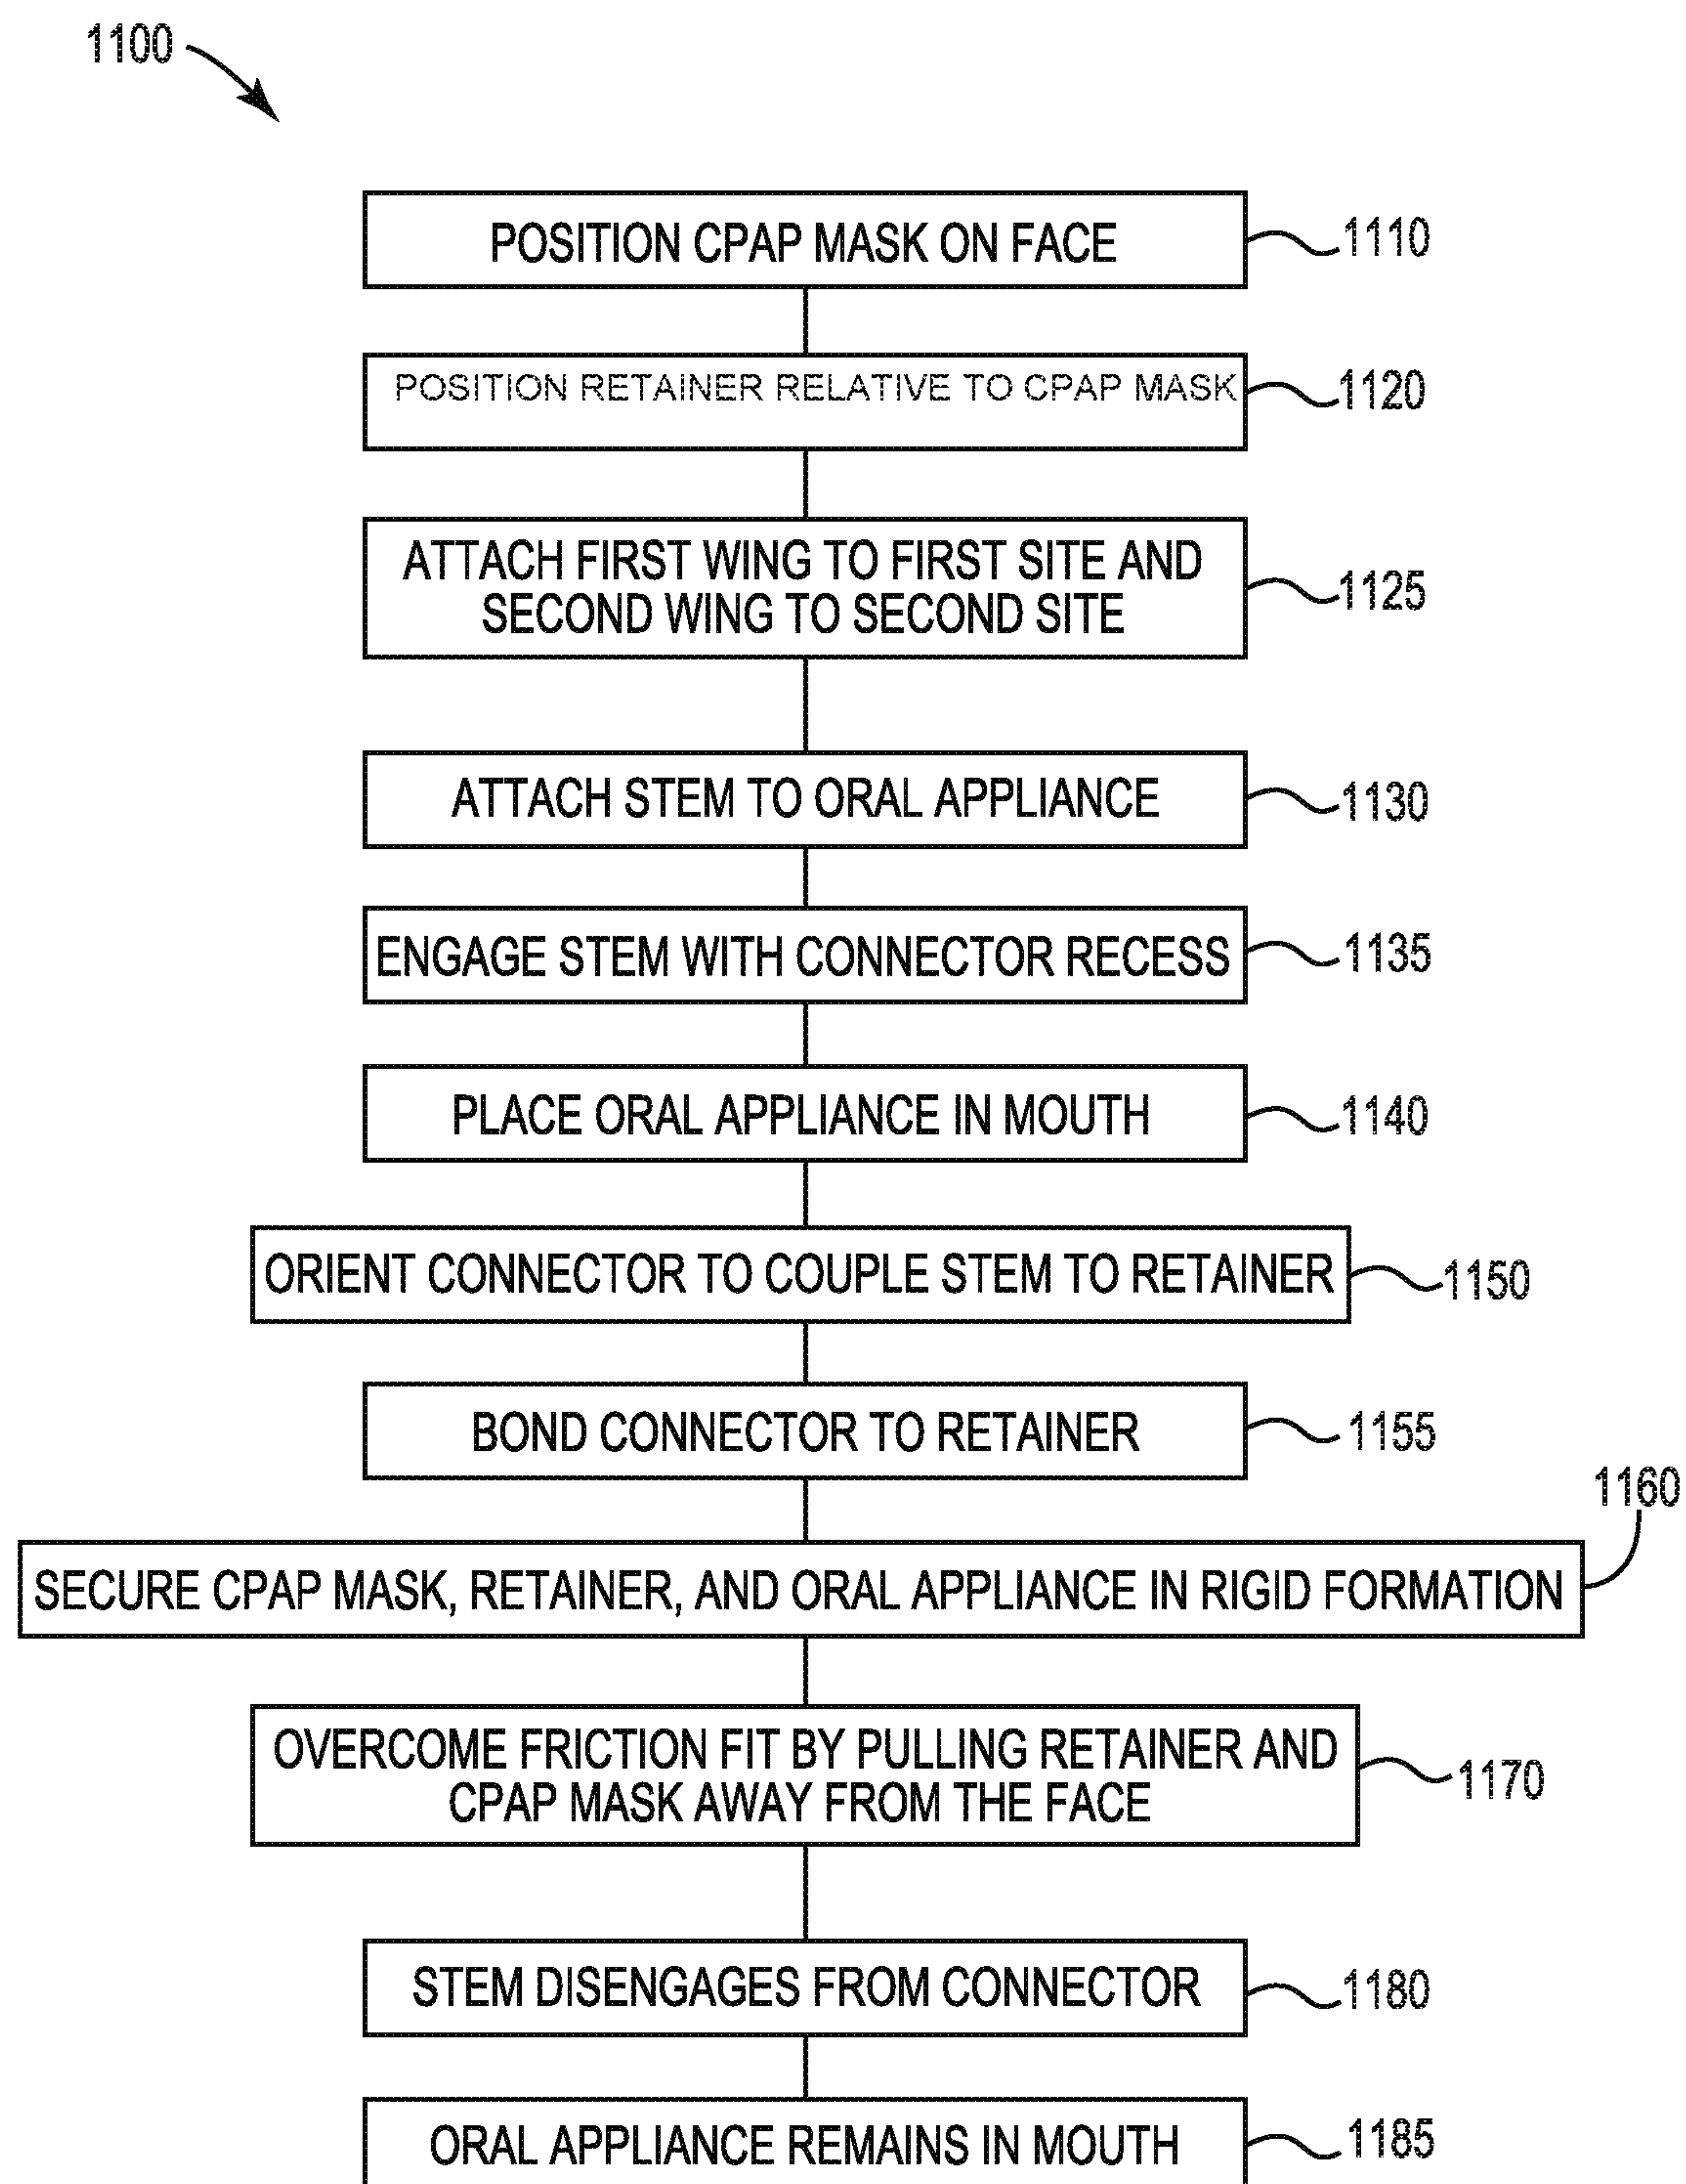 1100
POSITION CPAP MASK ON FACE
1110
POSITION RETAINER RELATIVE TO CPAP MASK
1120
ATTACH FIRST WING TO FIRST SITE AND
SECOND WING TO SECOND SITE
1125
ATTACH STEM TO ORAL APPLIANCE
1130
ENGAGE STEM WITH CONNECTOR RECESS
1135
PLACE ORAL APPLIANCE IN MOUTH
1140
ORIENT CONNECTOR TO COUPLE STEM TO RETAINER
1150
BOND CONNECTOR TO RETAINER
1155
1160
SECURE CPAP MASK, RETAINER, AND ORAL APPLIANCE IN RIGID FORMATION
OVERCOME FRICTION FIT BY PULLING RETAINER AND
CPAP MASK AWAY FROM THE FACE
1170
STEM DISENGAGES FROM CONNECTOR
1180
ORAL APPLIANCE REMAINS IN MOUTH
1185